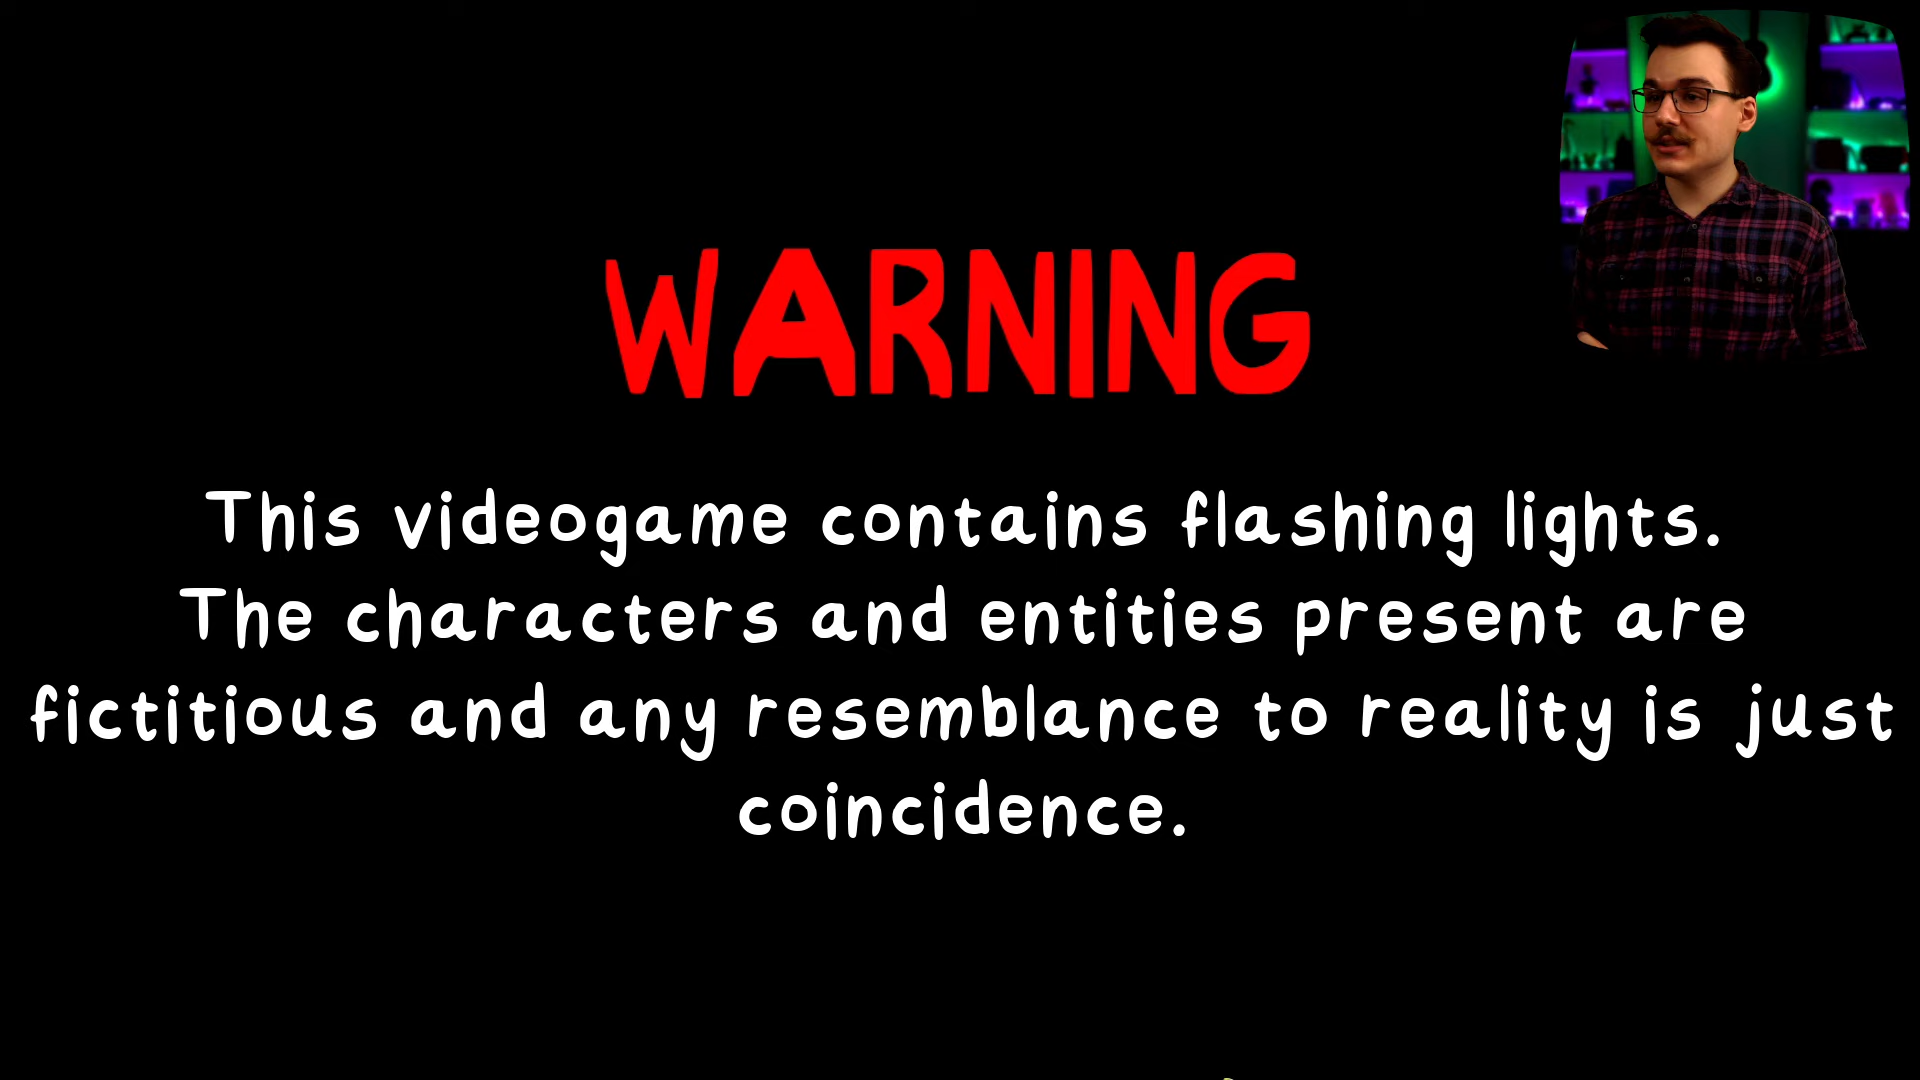 WARNING
This videogame contains flashing lights.
The characters and entities present are
fictitious and any resemblance to reality is just
coincidence.